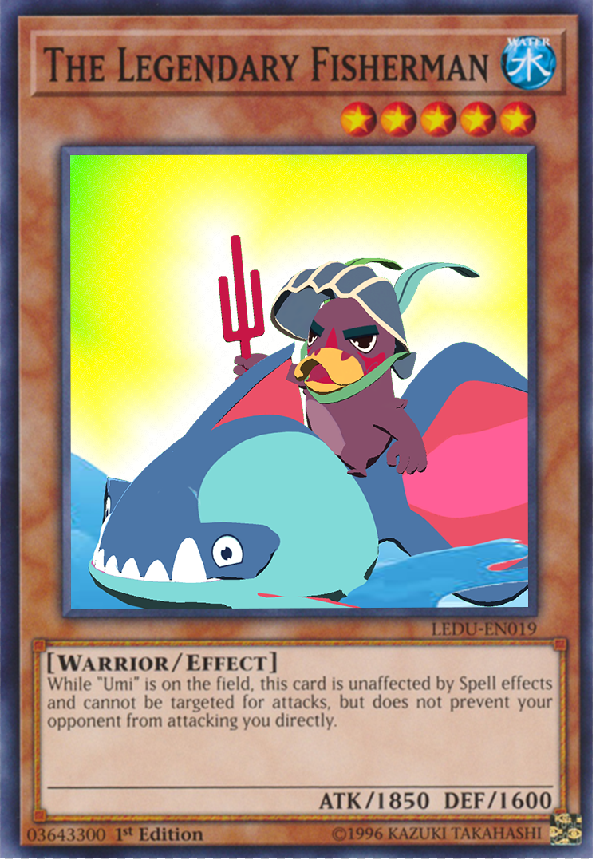 THE LEGENDARY FISHERMAN
WATER
水
LEDU-EN019
[WARRIOR/EFFECT]
While "Umi" is on the field, this card is unaffected by Spell effects
and cannot be targeted for attacks, but does not prevent your
opponent from attacking you directly.
ATK/1850 DEF/1600
03643300 1st Edition
©1996 KAZUKI TAKAHASHI